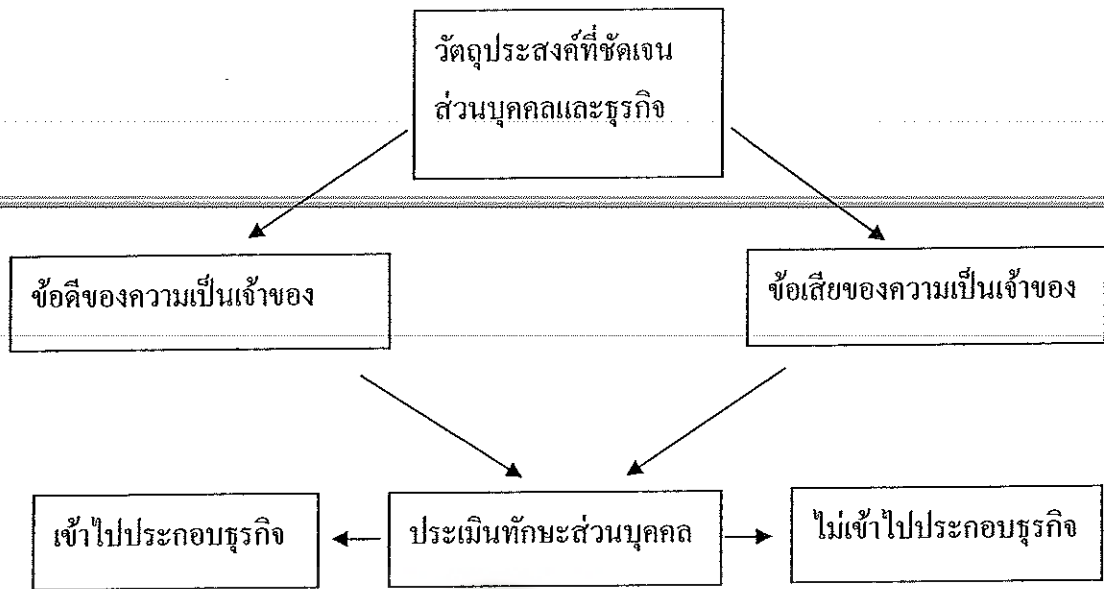 วัตถุประสงค์ที่ชัดเจน
ส่วนบุคคลและธุรกิจ
ข้อดีของความเป็นเจ้าของ
ข้อเสียของความเป็นเจ้าของ
เข้าไปประกอบธุรกิจ
ประเมินทักษะส่วนบุคคล
ไม่เข้าไปประกอบธุรกิจ